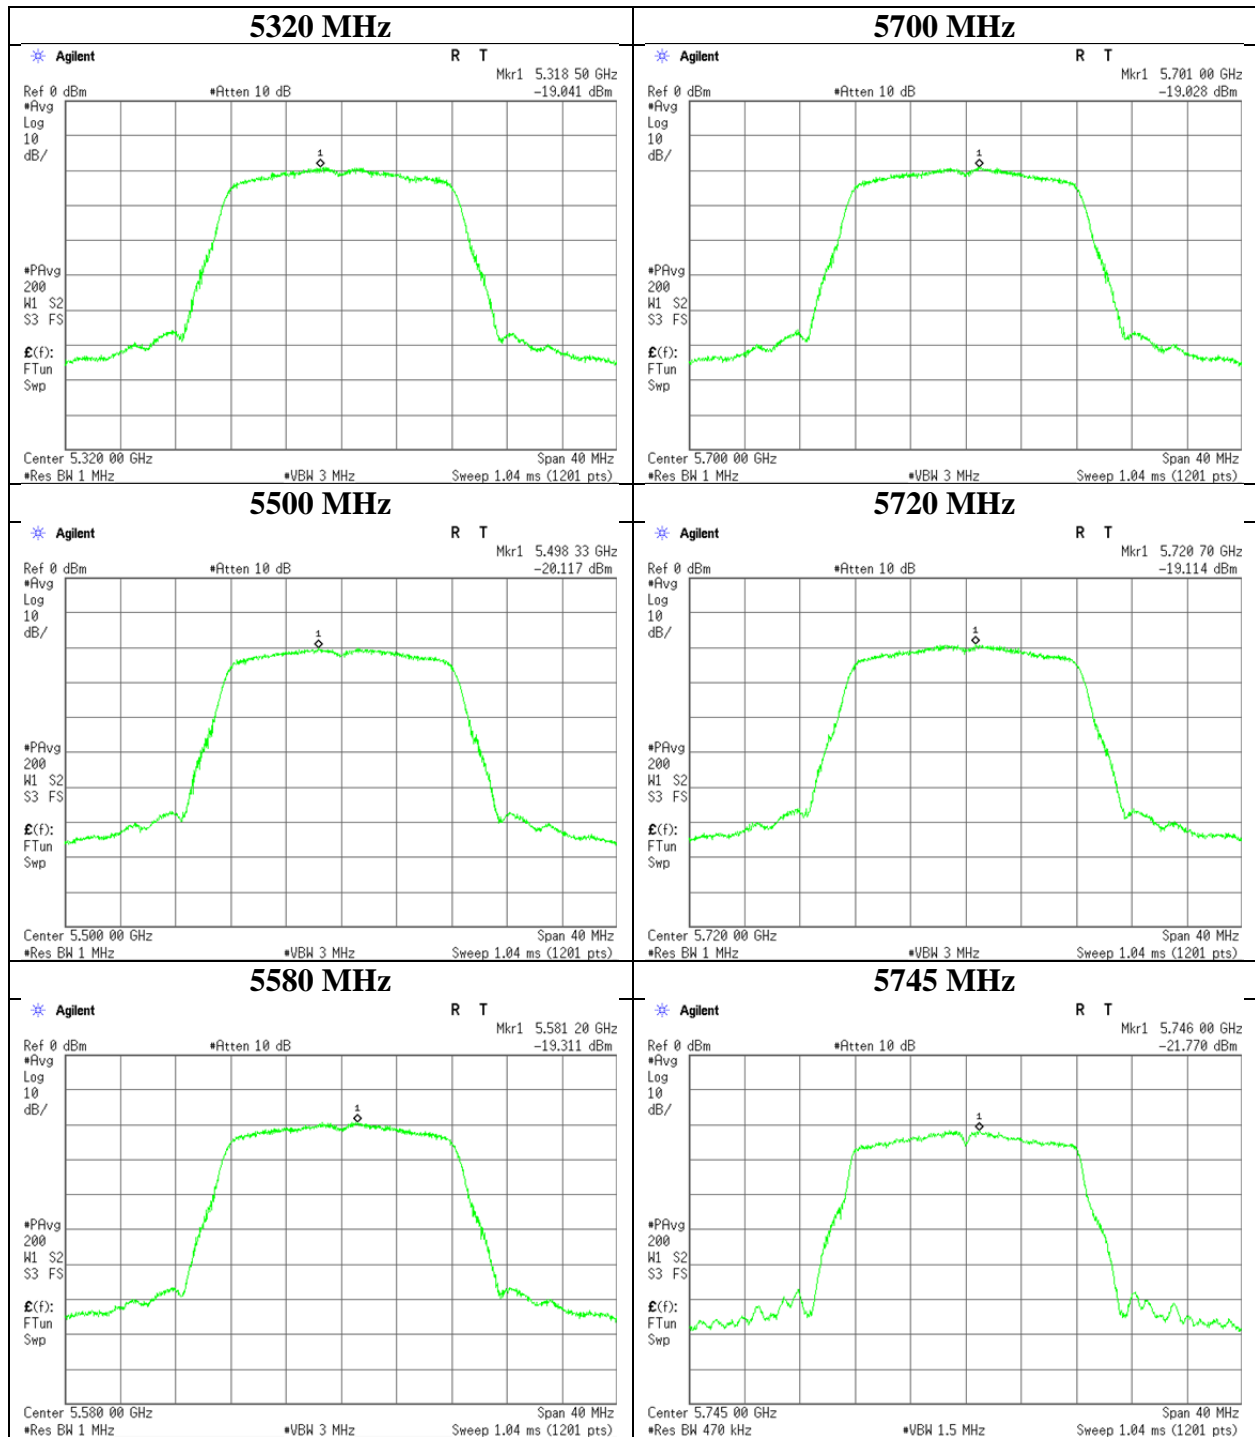 5320 MHz
Agilent R T
Mkr1 5.318 50 GHz
Ref 0 dBm #Atten 10 dB -19.041 dBm
#Avg
Log
10
dB/
1
#PAvg
200
W1 S2
S3 FS
£(f):
FTun
Swp
Center 5.320 00 GHz Span 40 MHz
#Res BW 1 MHz #VBW 3 MHz Sweep 1.04 ms (1201 pts)
5700 MHz
Agilent R T
Mkr1 5.701 00 GHz
Ref 0 dBm #Atten 10 dB -19.028 dBm
#Avg
Log
10
dB/
1
#PAvg
200
W1 S2
S3 FS
£(f):
FTun
Swp
Center 5.700 00 GHz Span 40 MHz
#Res BW 1 MHz #VBW 3 MHz Sweep 1.04 ms (1201 pts)
5500 MHz
Agilent R T
Mkr1 5.498 33 GHz
Ref 0 dBm #Atten 10 dB -20.117 dBm
#Avg
Log
10
dB/
1
#PAvg
200
W1 S2
S3 FS
£(f):
FTun
Swp
Center 5.500 00 GHz Span 40 MHz
#Res BW 1 MHz #VBW 3 MHz Sweep 1.04 ms (1201 pts)
5720 MHz
Agilent R T
Mkr1 5.720 70 GHz
Ref 0 dBm #Atten 10 dB -19.114 dBm
#Avg
Log
10
dB/
1
#PAvg
200
W1 S2
S3 FS
£(f):
FTun
Swp
Center 5.720 00 GHz Span 40 MHz
#Res BW 1 MHz #VBW 3 MHz Sweep 1.04 ms (1201 pts)
5580 MHz
Agilent R T
Mkr1 5.581 20 GHz
Ref 0 dBm #Atten 10 dB -19.311 dBm
#Avg
Log
10
dB/
1
#PAvg
200
W1 S2
S3 FS
£(f):
FTun
Swp
Center 5.580 00 GHz Span 40 MHz
#Res BW 1 MHz #VBW 3 MHz Sweep 1.04 ms (1201 pts)
5745 MHz
Agilent R T
Mkr1 5.746 00 GHz
Ref 0 dBm #Atten 10 dB -21.770 dBm
#Avg
Log
10
dB/
1
#PAvg
200
W1 S2
S3 FS
£(f):
FTun
Swp
Center 5.745 00 GHz Span 40 MHz
#Res BW 470 kHz #VBW 1.5 MHz Sweep 1.04 ms (1201 pts)